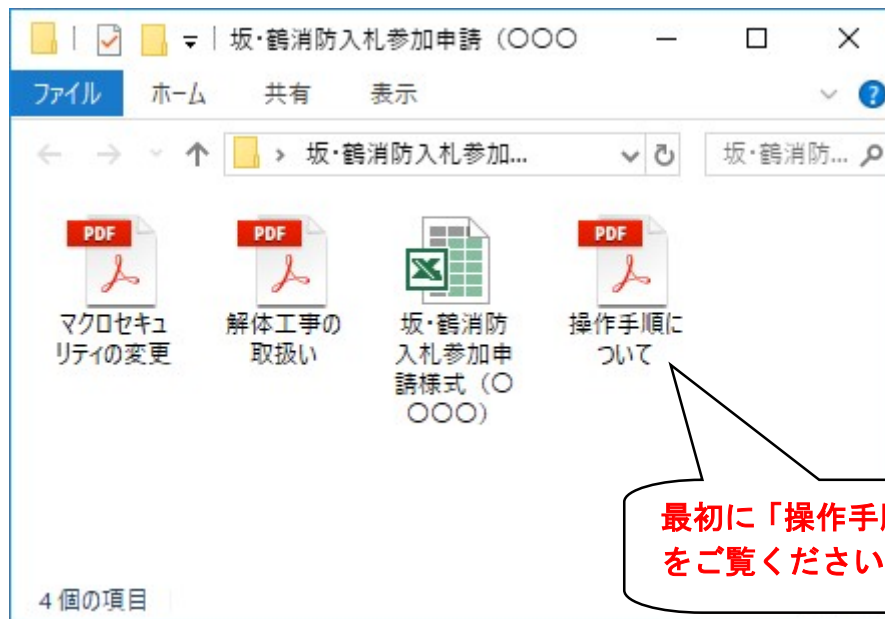 坂・鶴消防入札参加申請（〇〇〇
ファイル ホーム 共有 表示
坂・鶴消防入札参加... 坂・鶴消防...
PDF PDF PDF
マクロセキュ
リティの変更
解体工事の
取扱い
坂・鶴消防
入札参加申
請様式（〇
〇〇〇）
操作手順に
ついて
最初に「操作手順
をご覧ください
4 個の項目